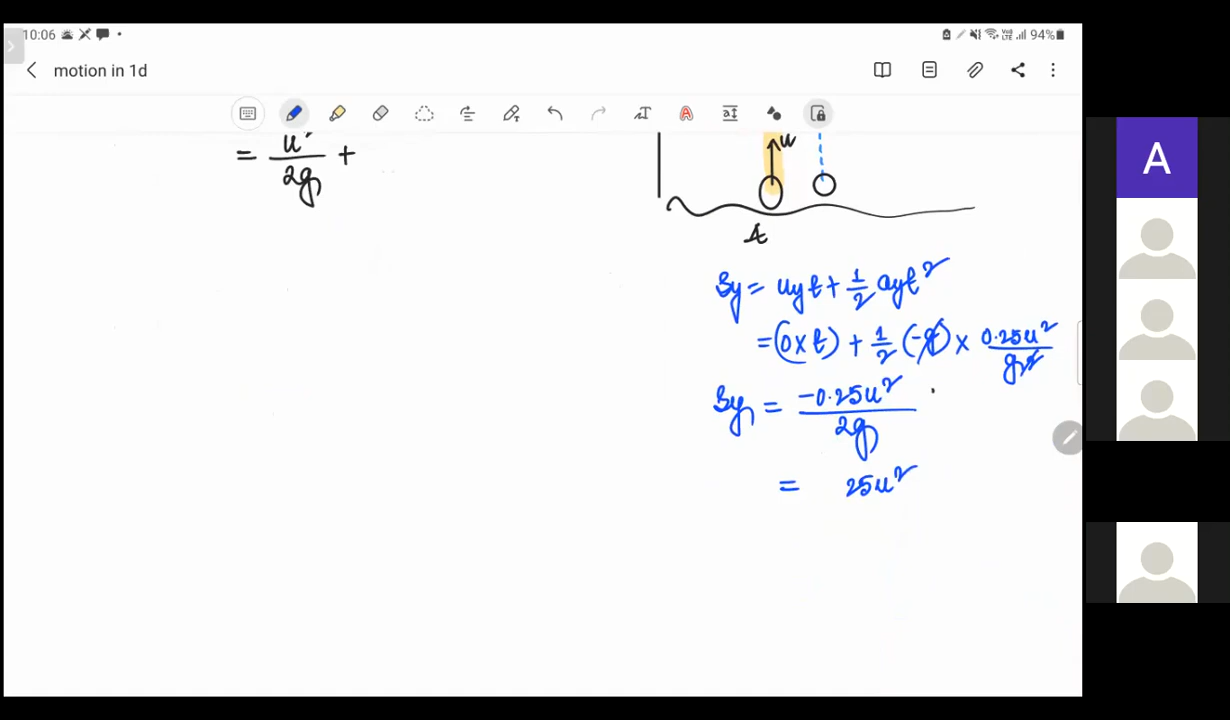 10:06
94%
motion in 1d
= u²/2g +
u
A
Sy = uyt + 1/2 ayt²
= (0×t) + 1/2 (-g) × 0.25u²/g²
Sy = -0.25u²/2g
= 25u²
A